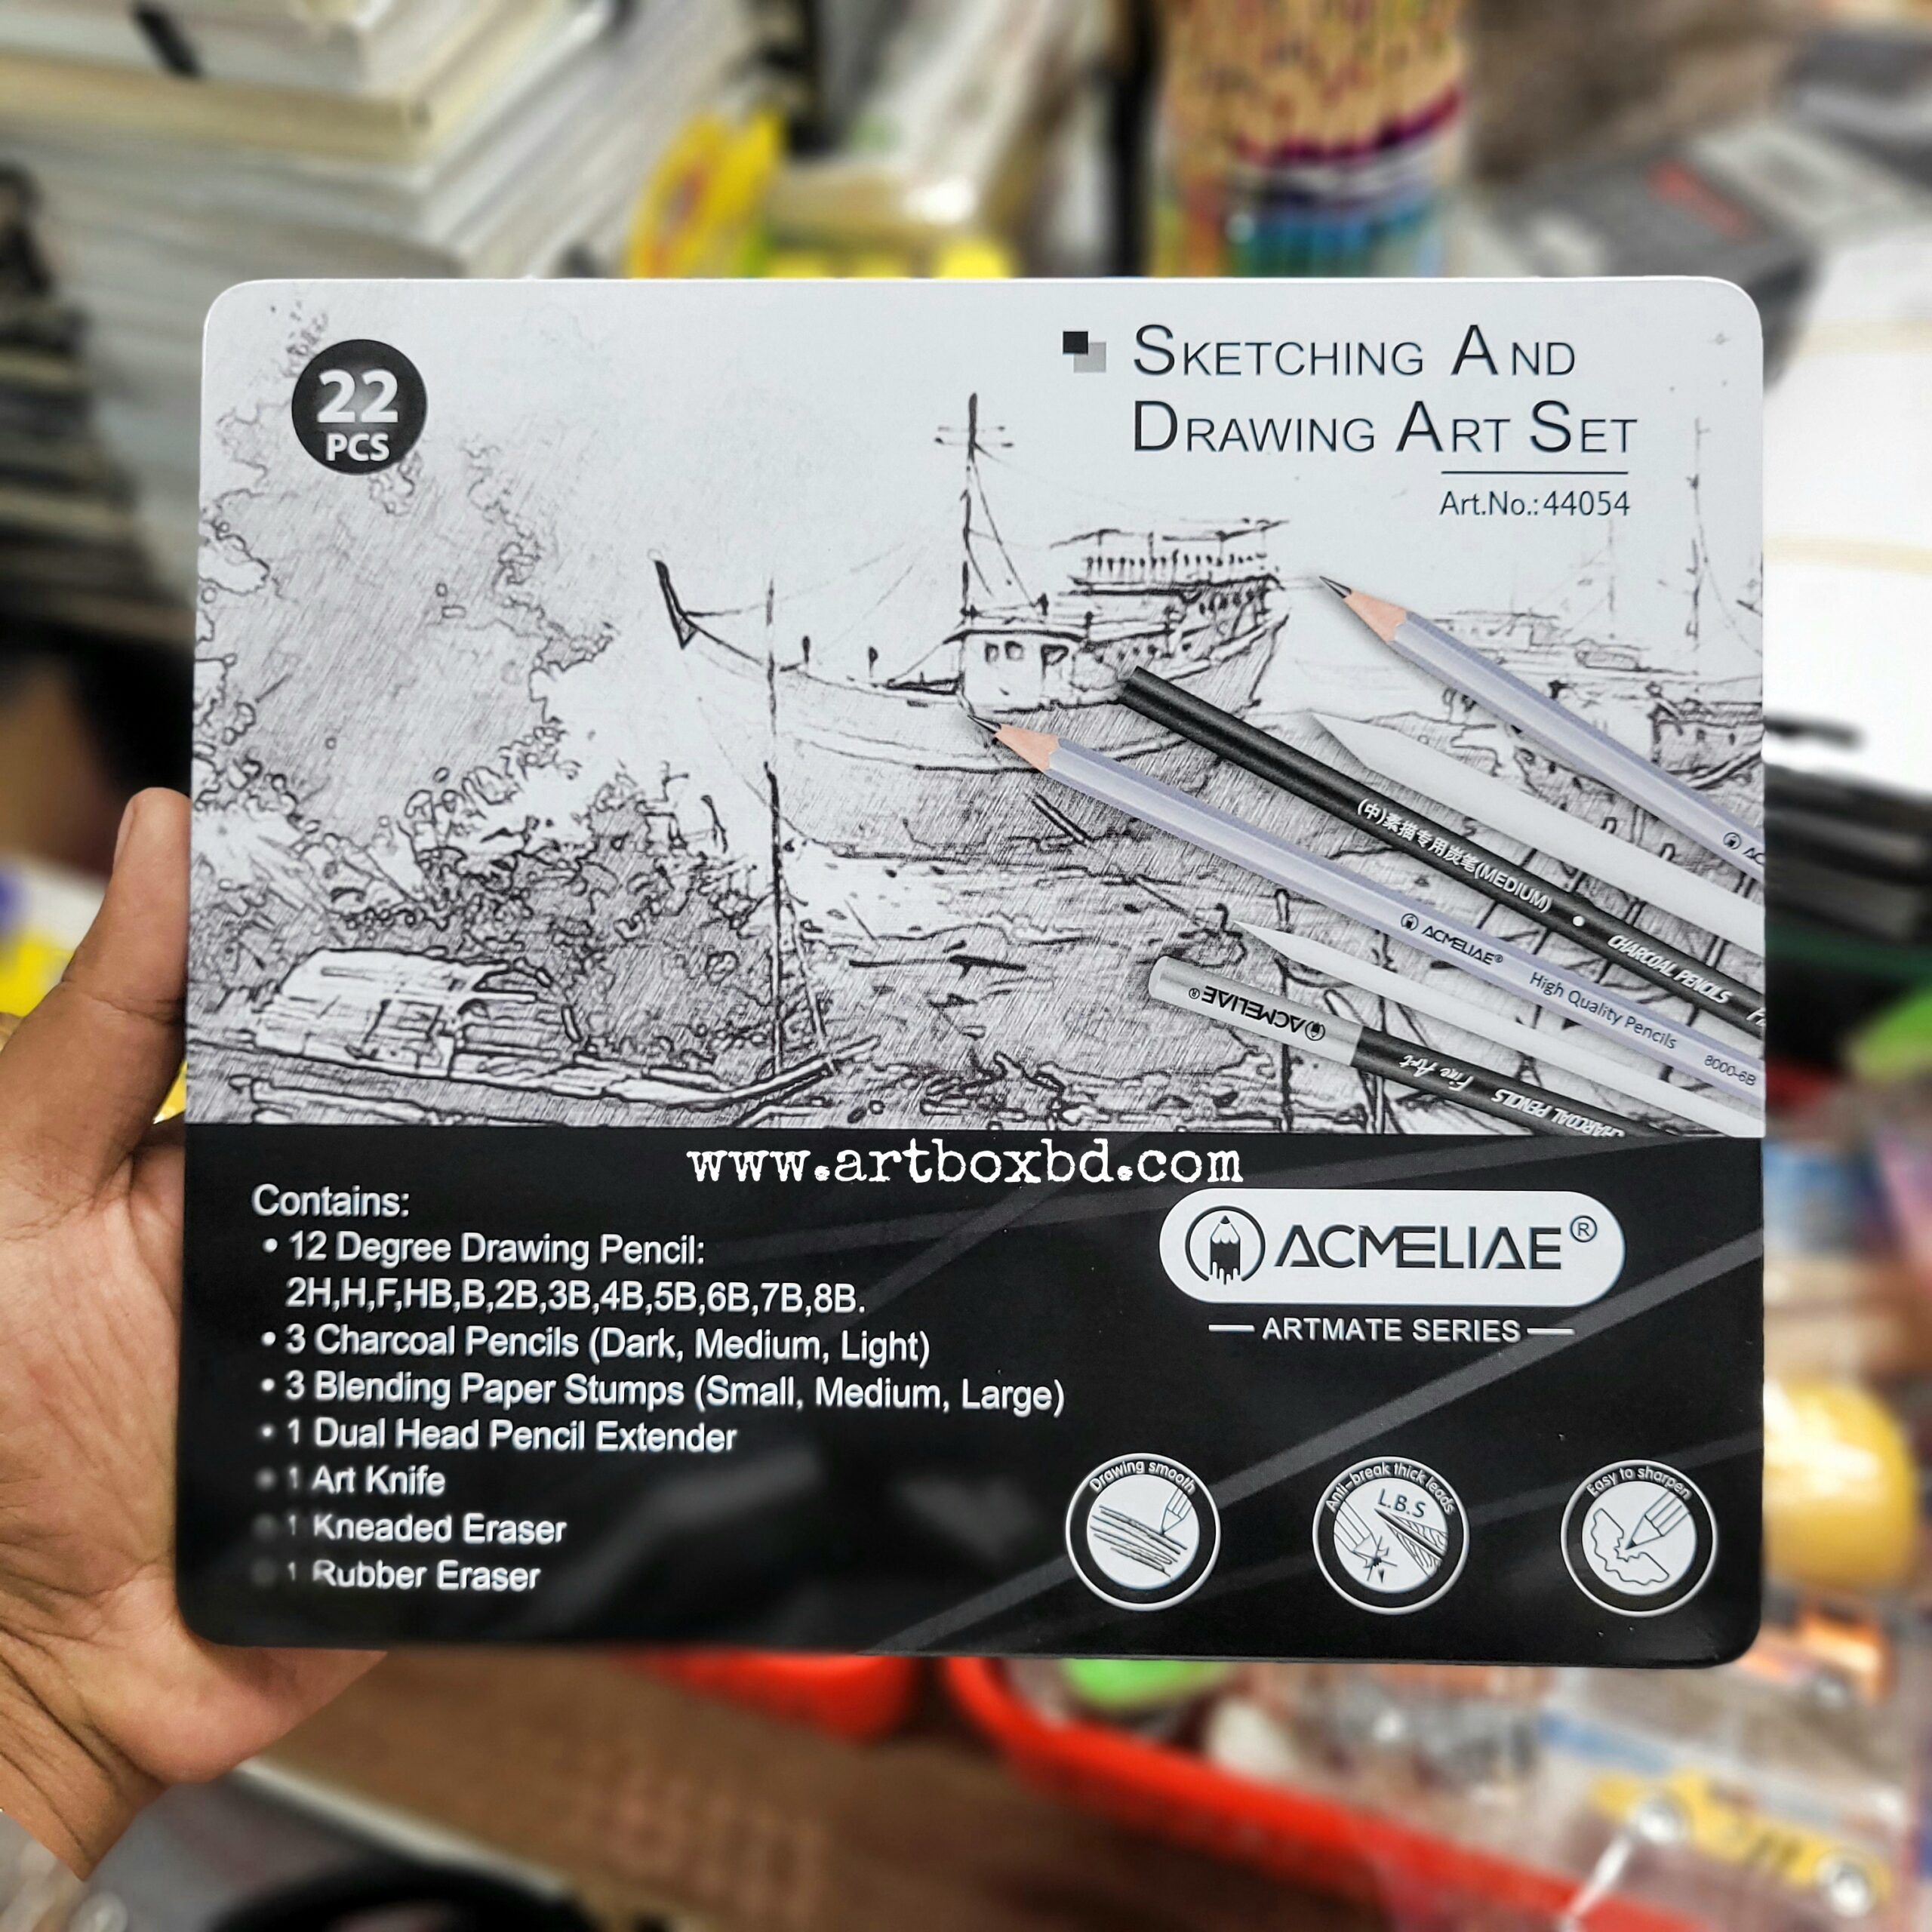 22
PCS
SKETCHING AND
DRAWING ART SET
Art.No.:44054
(中)素描专用炭笔(MEDIUM) • CHARCOAL PENCILS
ACMELIAE® High Quality Pencils 8000-6B
ACMELIAE® Fine Art CHARCOAL PENCILS
www.artboxbd.com
Contains:
• 12 Degree Drawing Pencil:
2H,H,F,HB,B,2B,3B,4B,5B,6B,7B,8B.
• 3 Charcoal Pencils (Dark, Medium, Light)
• 3 Blending Paper Stumps (Small, Medium, Large)
• 1 Dual Head Pencil Extender
• 1 Art Knife
• 1 Kneaded Eraser
• 1 Rubber Eraser
ACMELIAE®
ARTMATE SERIES
Drawing smooth
Anti-break thick leads
L.B.S
Easy to sharpen